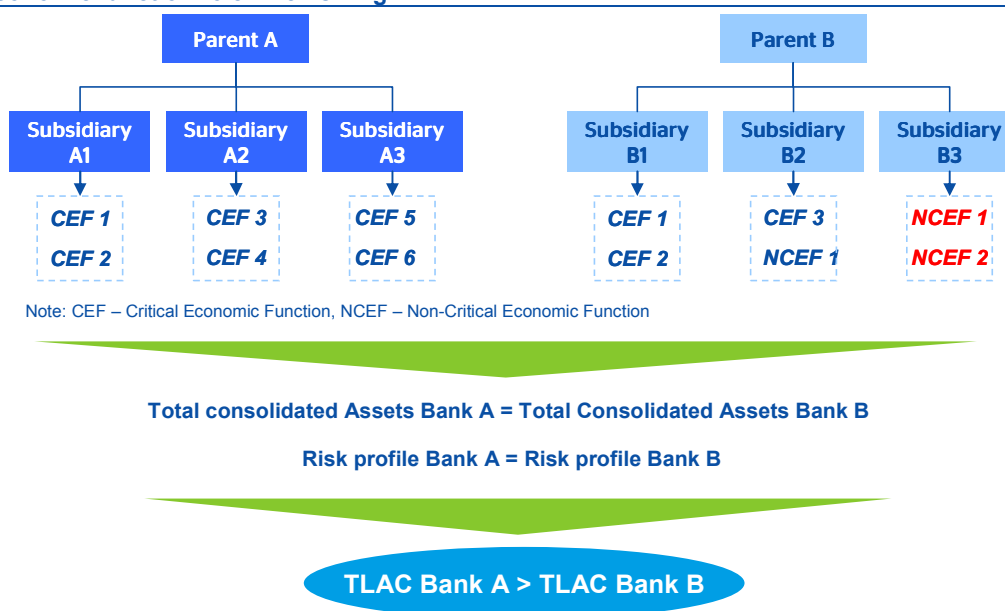 Parent A
Parent B
Subsidiary A1
Subsidiary A2
Subsidiary A3
Subsidiary B1
Subsidiary B2
Subsidiary B3
CEF 1
CEF 3
CEF 5
CEF 1
CEF 3
NCEF 1
CEF 2
CEF 4
CEF 6
CEF 2
NCEF 1
NCEF 2
Note: CEF – Critical Economic Function, NCEF – Non-Critical Economic Function
Total consolidated Assets Bank A = Total Consolidated Assets Bank B
Risk profile Bank A = Risk profile Bank B
TLAC Bank A > TLAC Bank B